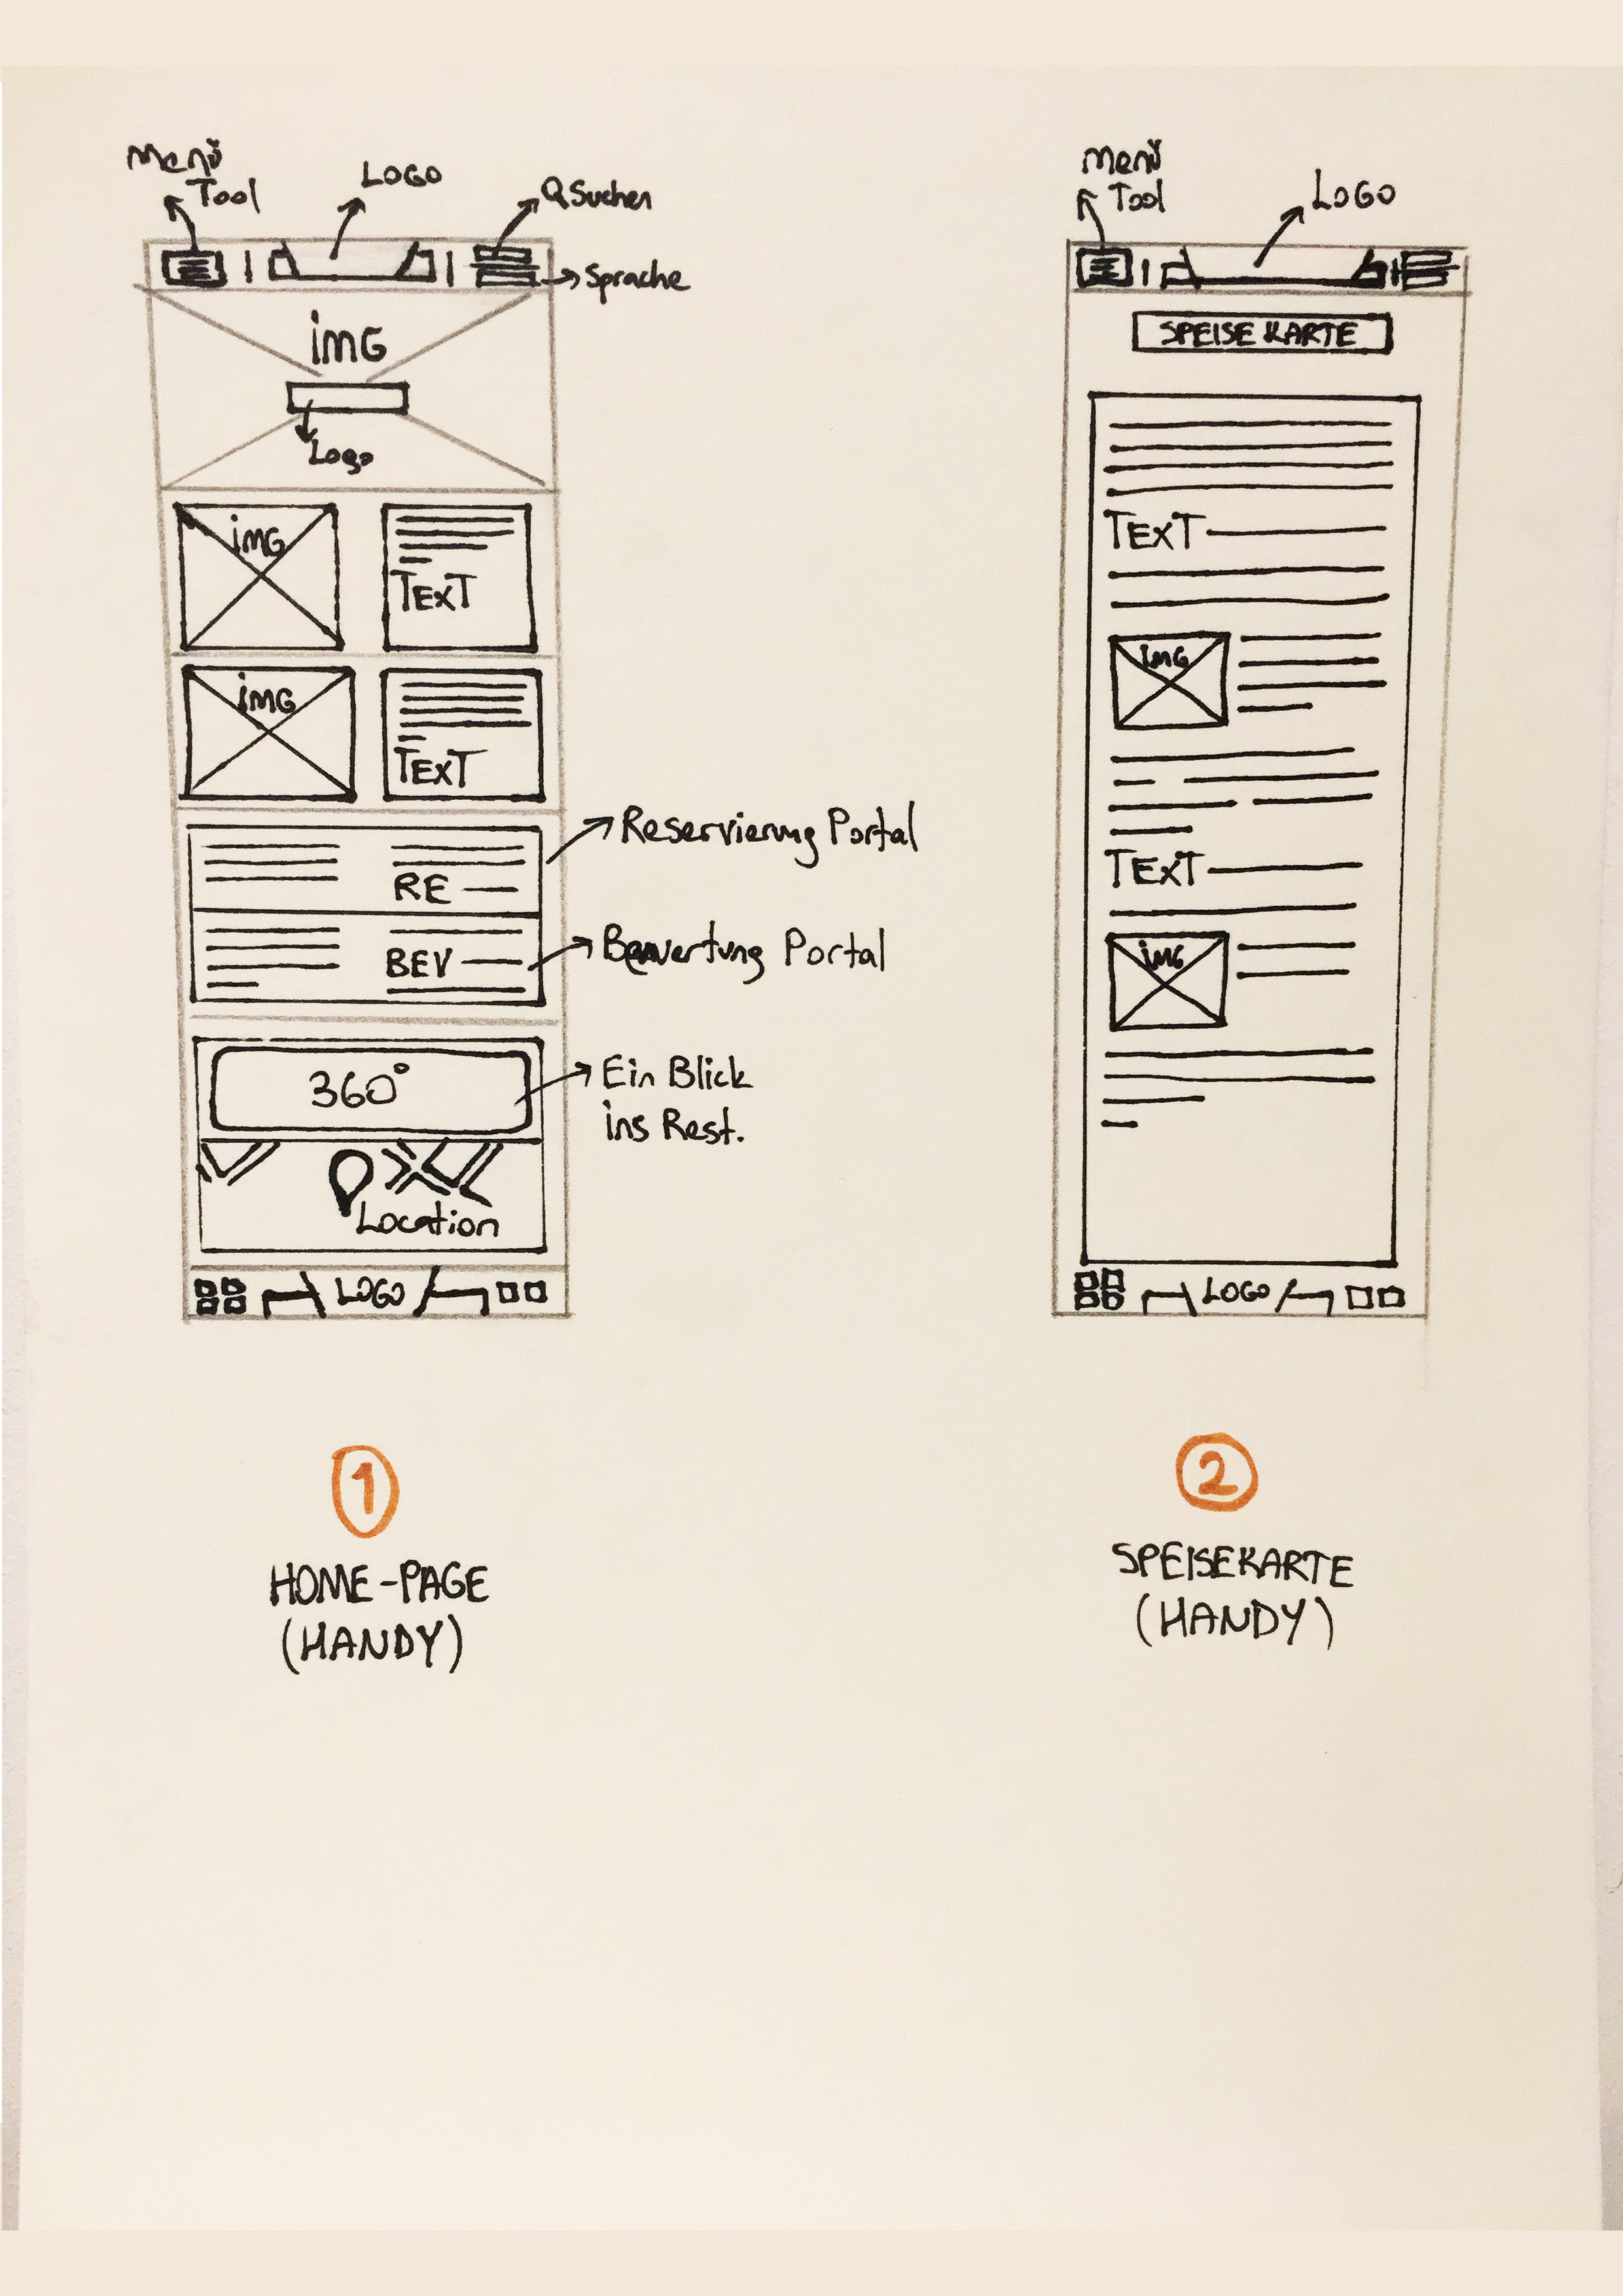 Menü
Tool
LOGO
Suchen
Sprache
img
Logo
img
TEXT
img
TEXT
RE
Reservierung Portal
BEV
Bewertung Portal
360°
Ein Blick
ins Rest.
Location
LOGO
1
HOME-PAGE
(HANDY)
Menü
Tool
LOGO
SPEISE KARTE
TEXT
img
TEXT
img
LOGO
2
SPEISEKARTE
(HANDY)